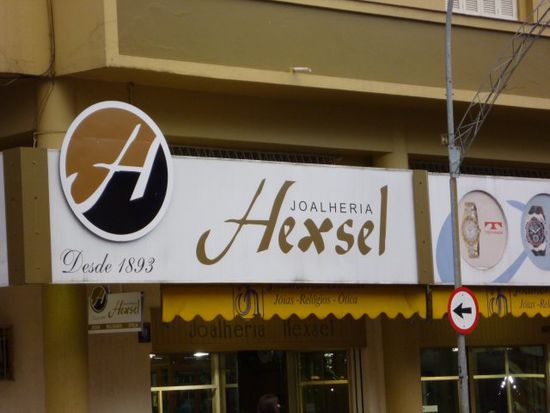 H
JOALHERIA
Hexsel
Desde 1893
Jóias - Relógios - Ótica
Hexsel
Joalheria Hexsel